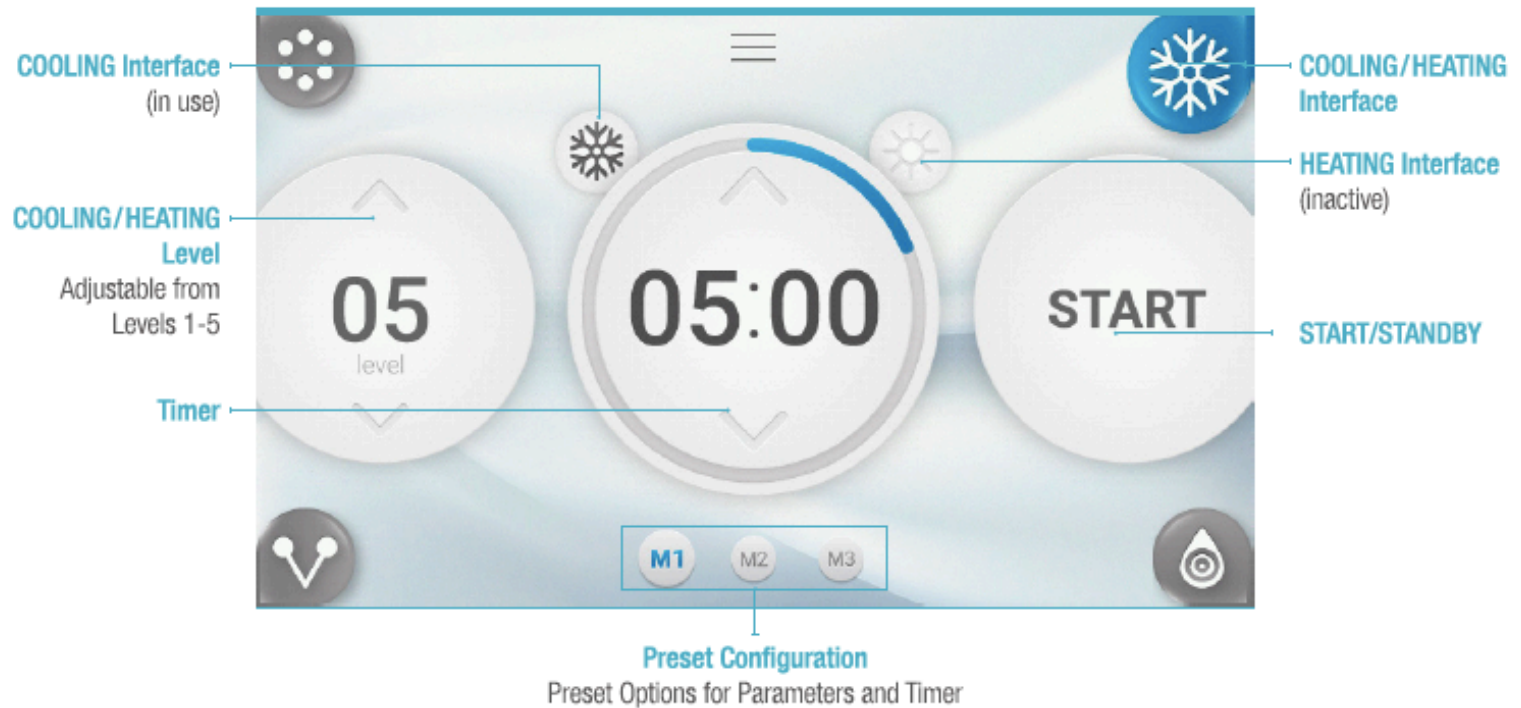 COOLING Interface
(in use)
COOLING/HEATING
Level
Adjustable from
Levels 1-5
Timer
05
level
05:00
START
M1 M2 M3
COOLING/HEATING
Interface
HEATING Interface
(inactive)
START/STANDBY
Preset Configuration
Preset Options for Parameters and Timer